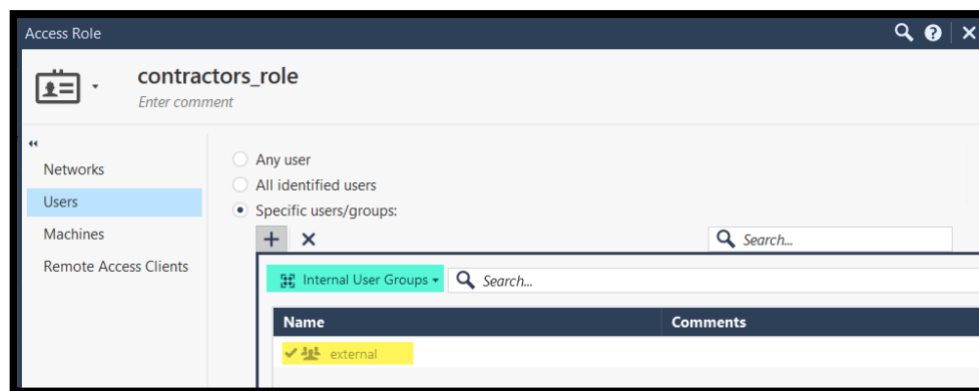 Access Role
contractors_role
Enter comment
Networks
Users
Machines
Remote Access Clients
Any user
All identified users
Specific users/groups:
Search...
Internal User Groups
Search...
Name Comments
external